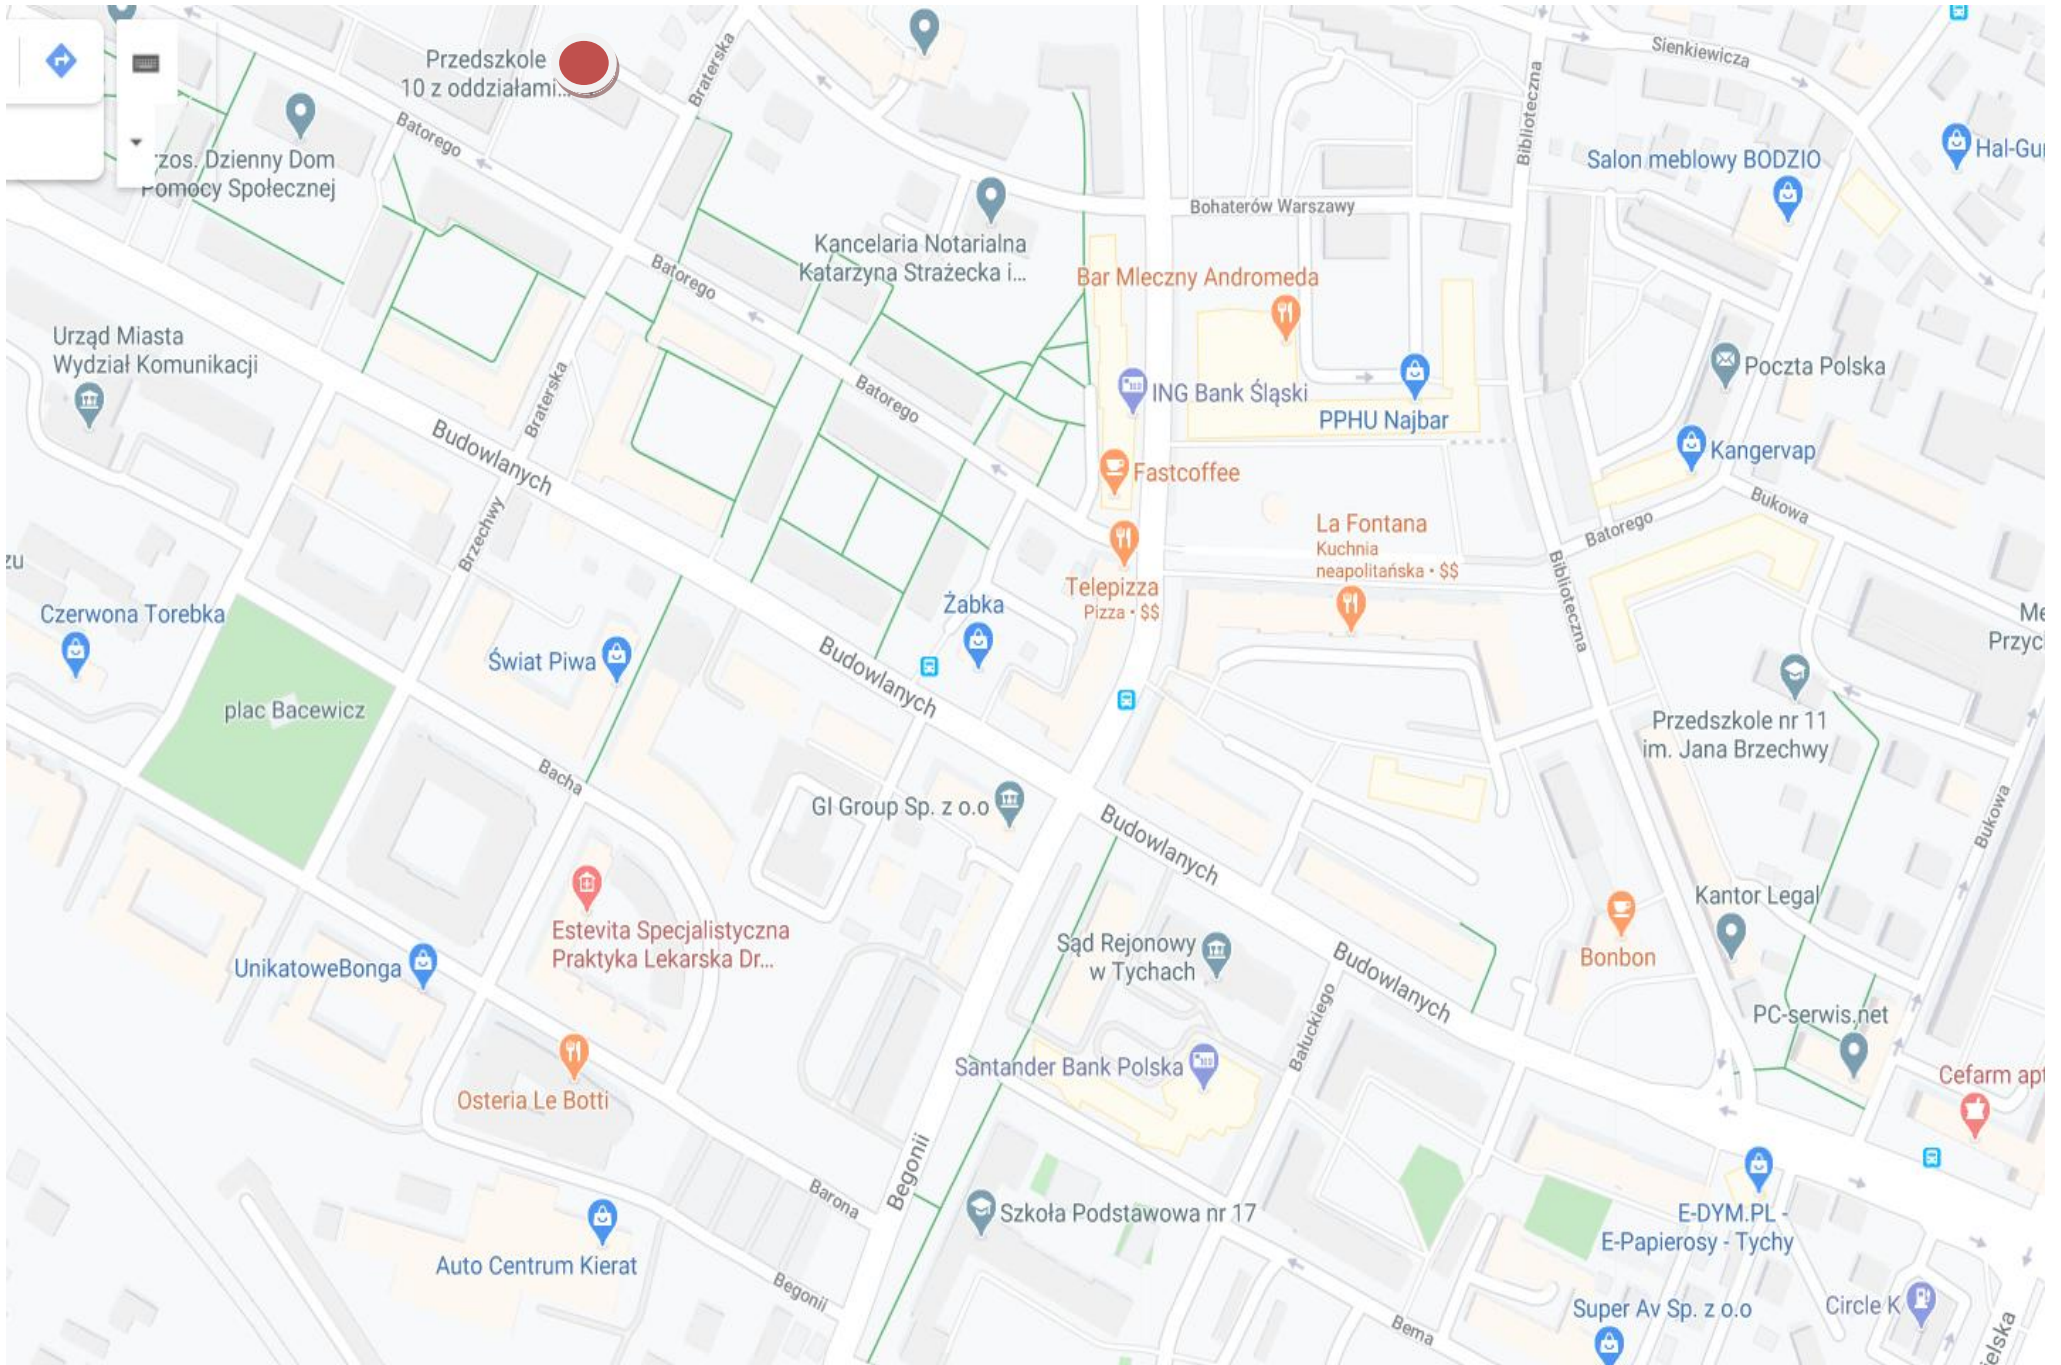 Przedszkole
10 z oddziałami...
Braterska
Sienkiewicza
Biblioteczna
Batorego
rzos. Dzienny Dom
Pomocy Społecznej
Salon meblowy BODZIO
Hal-Gu
Bohaterów Warszawy
Kancelaria Notarialna
Katarzyna Strażecka i...
Batorego
Bar Mleczny Andromeda
Urząd Miasta
Wydział Komunikacji
Poczta Polska
Braterska
Batorego
ING Bank Śląski
PPHU Najbar
Budowlanych
Kangervap
Fastcoffee
Bukowa
Brzechwy
La Fontana
Kuchnia
neapolitańska • $$
Batorego
zu
Biblioteczna
Telepizza
Pizza • $$
Czerwona Torebka
Żabka
Me
Przyc
Świat Piwa
Budowlanych
plac Bacewicz
Przedszkole nr 11
im. Jana Brzechwy
Bacha
GI Group Sp. z o.o
Budowlanych
Bukowa
Kantor Legal
Estevita Specjalistyczna
Praktyka Lekarska Dr...
Sąd Rejonowy
w Tychach
Bonbon
UnikatoweBonga
Budowlanych
Bałuckiego
PC-serwis.net
Santander Bank Polska
Cefarm apt
Osteria Le Botti
Begonii
Barona
Szkoła Podstawowa nr 17
E-DYM.PL -
E-Papierosy - Tychy
Auto Centrum Kierat
Begonii
Super Av Sp. z o.o
Circle K
Bema
elska